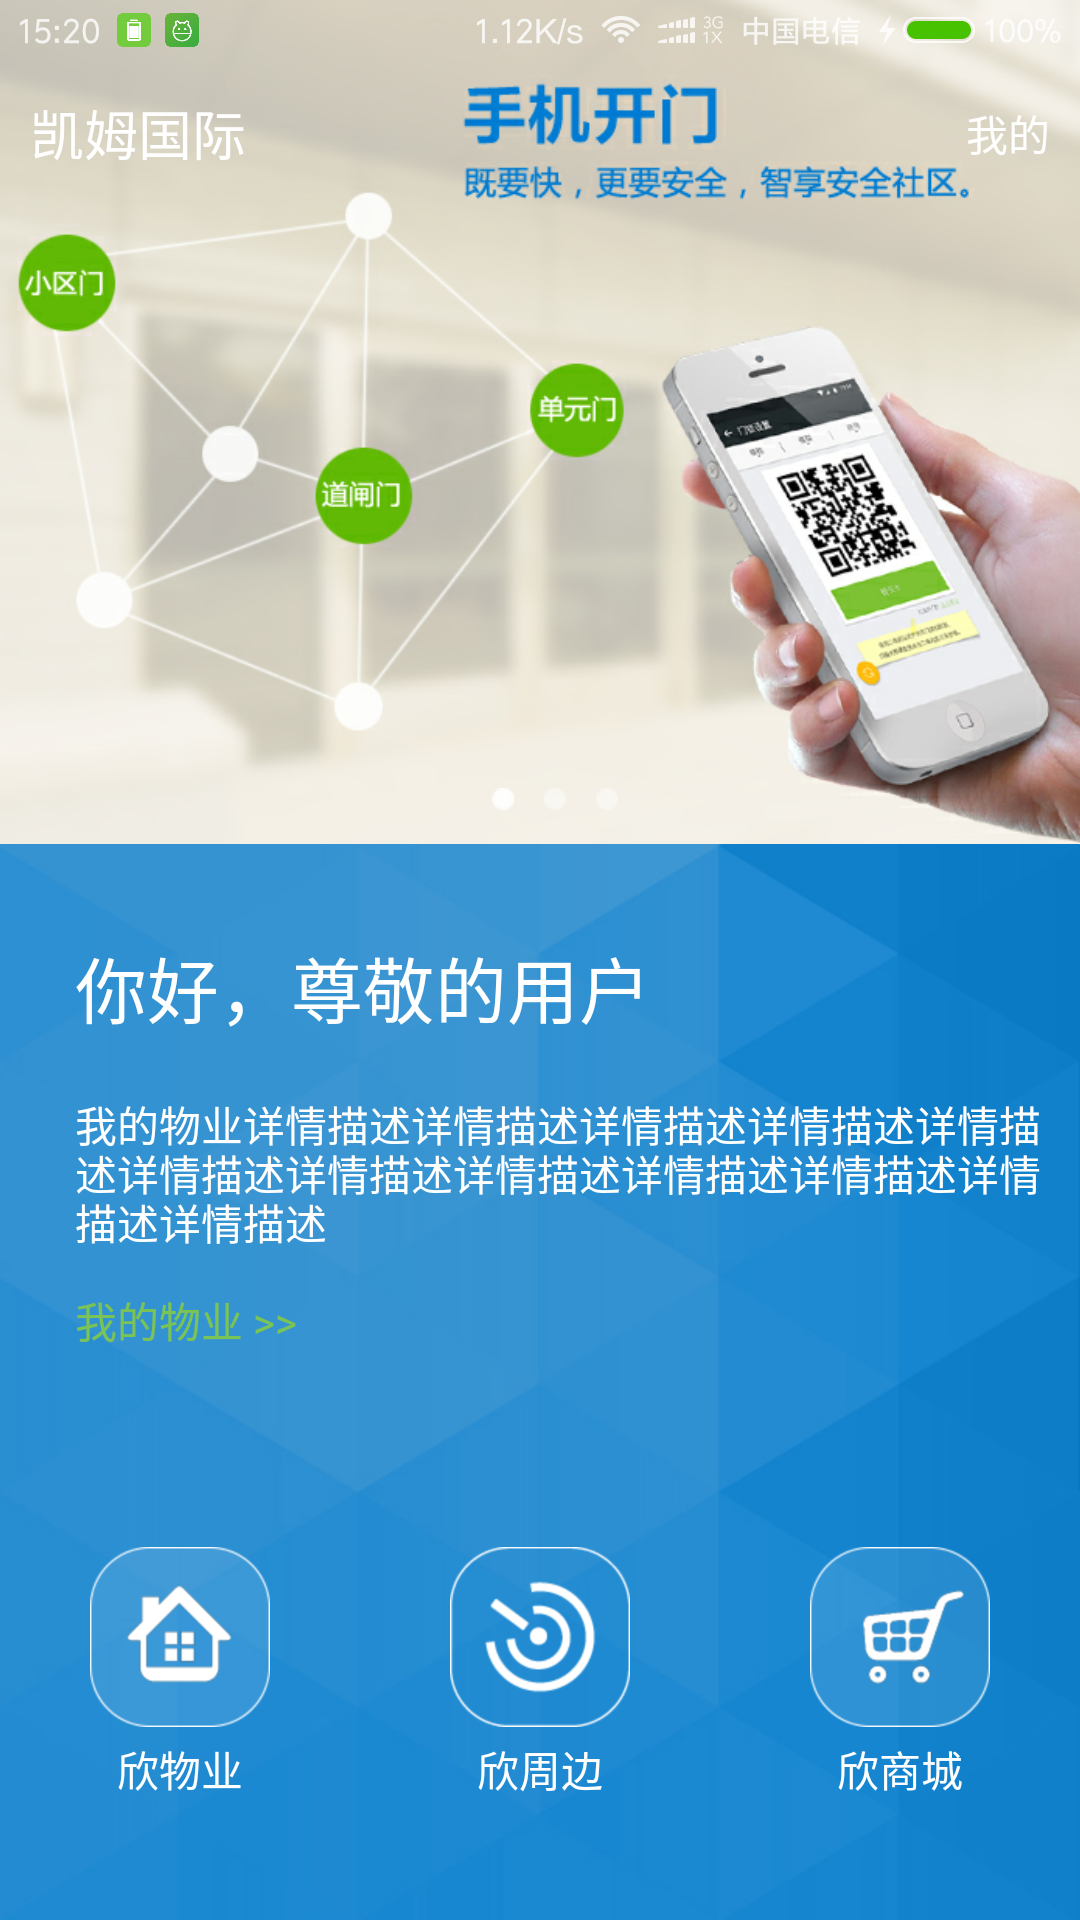 15:20 1.12K/s 3G 1X 中国电信 100%
手机开门
凯姆国际
我的
既要快，更要安全，智享安全社区。
小区门
单元门
门锁设置
道闸门
你好，尊敬的用户
我的物业详情描述详情描述详情描述详情描述详情描
述详情描述详情描述详情描述详情描述详情描述详情
描述详情描述
我的物业 >>
欣物业
欣周边
欣商城